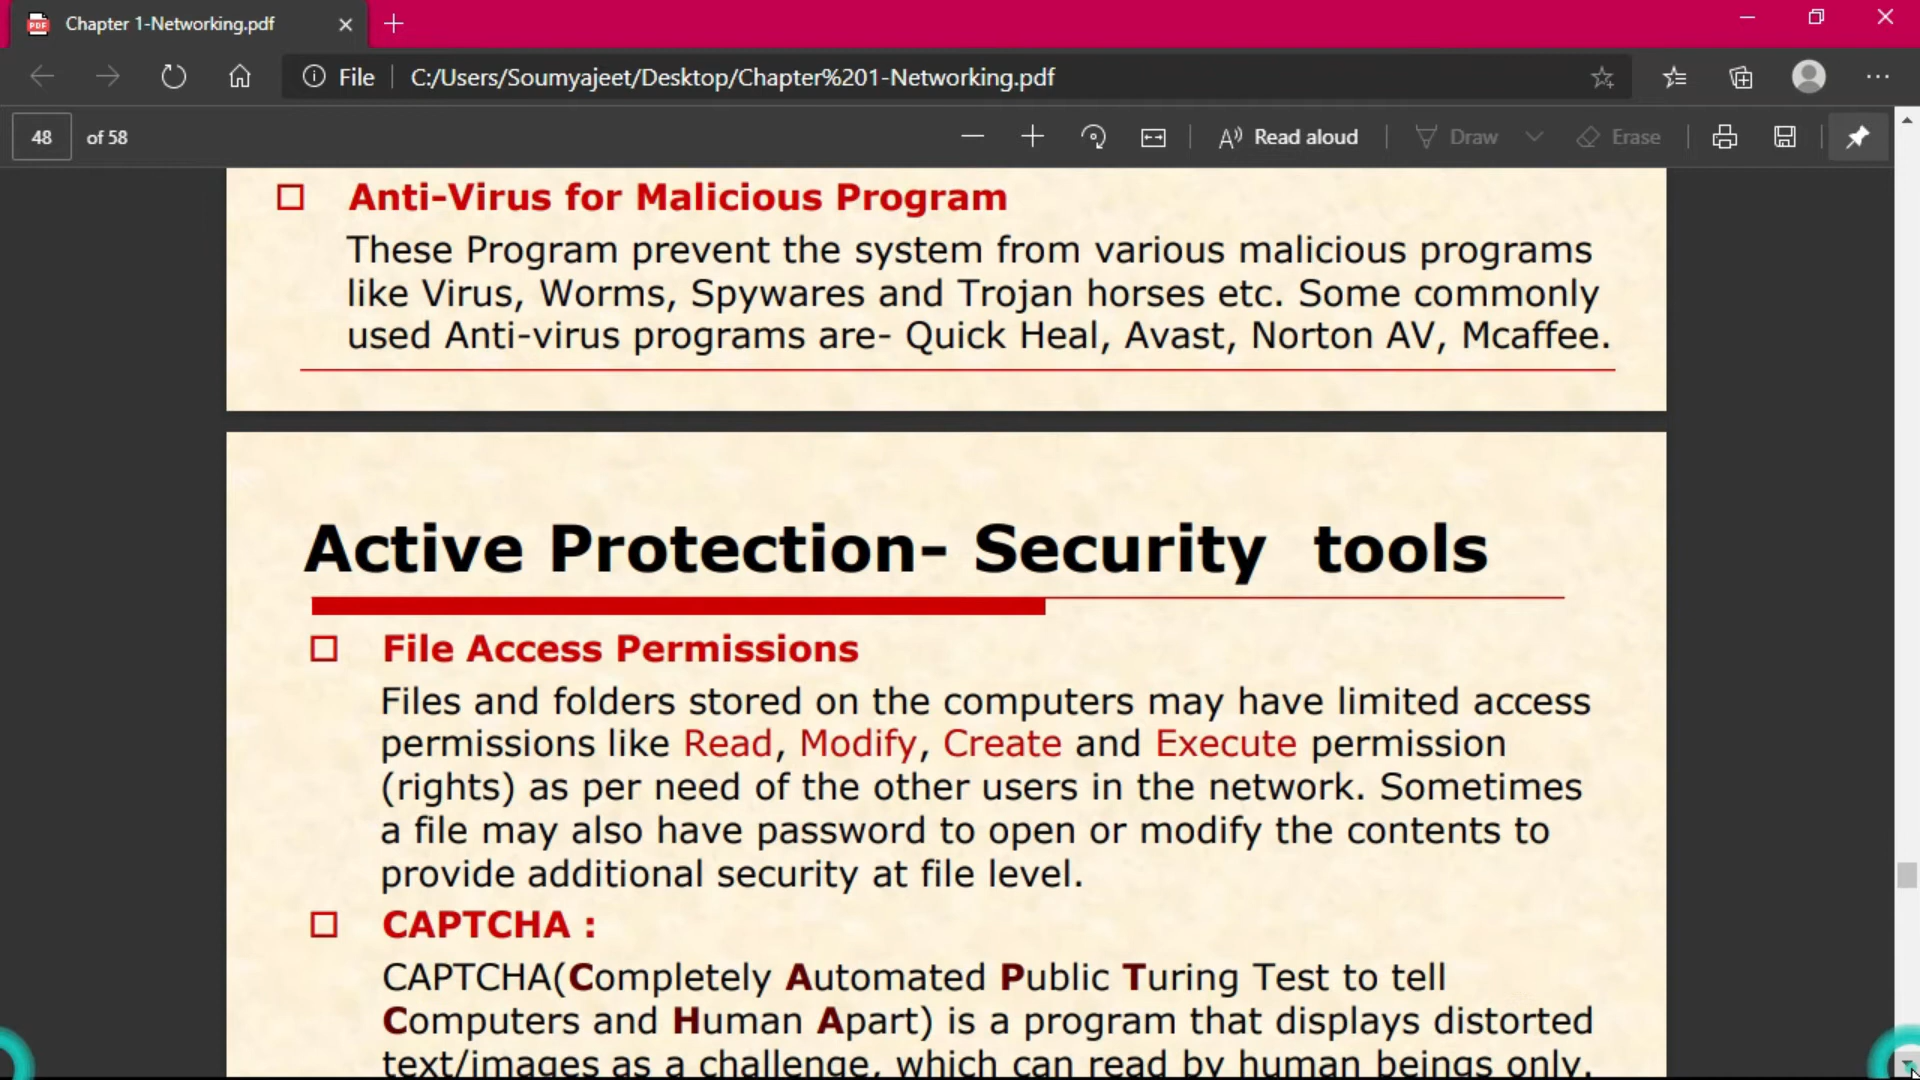 Chapter 1-Networking.pdf
File C:/Users/Soumyajeet/Desktop/Chapter%201-Networking.pdf
48 of 58 Read aloud Draw Erase
Anti-Virus for Malicious Program
These Program prevent the system from various malicious programs
like Virus, Worms, Spywares and Trojan horses etc. Some commonly
used Anti-virus programs are- Quick Heal, Avast, Norton AV, Mcaffee.
Active Protection- Security tools
File Access Permissions
Files and folders stored on the computers may have limited access
permissions like Read, Modify, Create and Execute permission
(rights) as per need of the other users in the network. Sometimes
a file may also have password to open or modify the contents to
provide additional security at file level.
CAPTCHA :
CAPTCHA(Completely Automated Public Turing Test to tell
Computers and Human Apart) is a program that displays distorted
text/images as a challenge, which can read by human beings only.